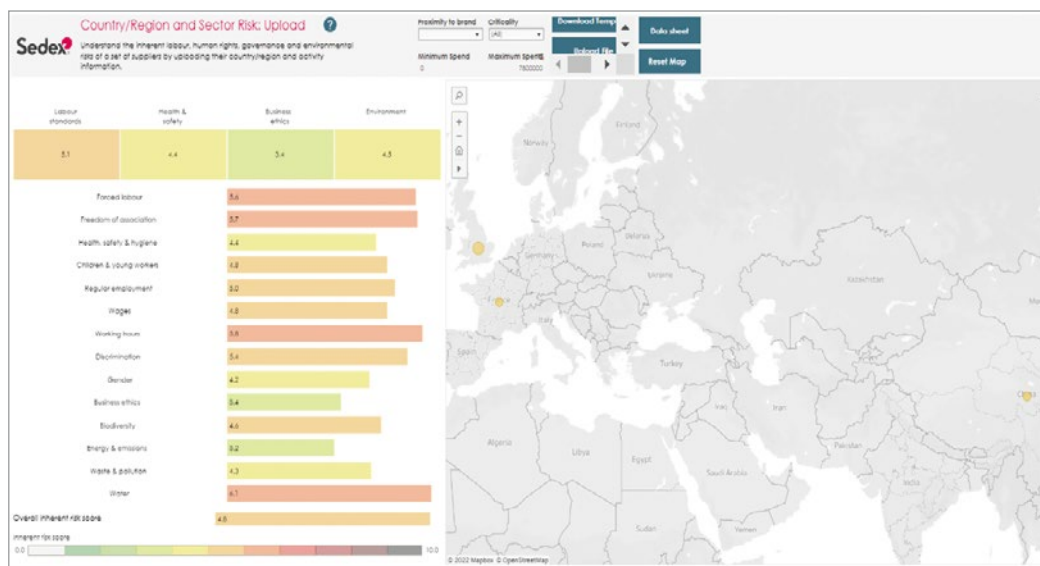 Sedex
Country/Region and Sector Risk: Upload
?
Understand the inherent labour, human rights, governance and environmental
risks of a set of suppliers by uploading their country/region and activity
information.
Proximity to brand
Criticality
(All)
Minimum Spend
0
Maximum Spend
7800000
Download Temp
Upload File
Data sheet
Reset Map
Labour
standards
Health &
safety
Business
ethics
Environment
5.1
4.4
3.4
4.5
Forced labour
5.6
Freedom of association
5.7
Health, safety & hygiene
4.4
Children & young workers
4.8
Regular employment
5.0
Wages
4.8
Working hours
5.8
Discrimination
5.4
Gender
4.2
Business ethics
3.4
Biodiversity
4.6
Energy & emissions
3.2
Waste & pollution
4.3
Water
6.1
Overall inherent risk score
Inherent risk score
0.0
10.0
Norway
Finland
Belarus
Poland
Germany
Ukraine
France
Kazakhstan
Italy
Spain
Turkey
China
Iraq
Iran
Pakistan
Algeria
Libya
Egypt
Saudi Arabia
India
Sudan
Yemen
© 2022 Mapbox © OpenStreetMap